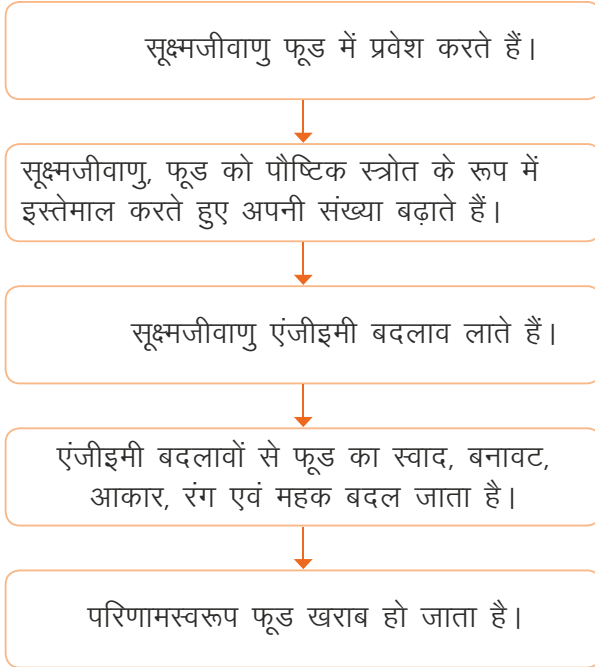 सूक्ष्मजीवाणु फूड में प्रवेश करते हैं।
सूक्ष्मजीवाणु, फूड को पौष्टिक स्त्रोत के रूप में
इस्तेमाल करते हुए अपनी संख्या बढ़ाते हैं।
सूक्ष्मजीवाणु एंजीइमी बदलाव लाते हैं।
एंजीइमी बदलावों से फूड का स्वाद, बनावट,
आकार, रंग एवं महक बदल जाता है।
परिणामस्वरूप फूड खराब हो जाता है।